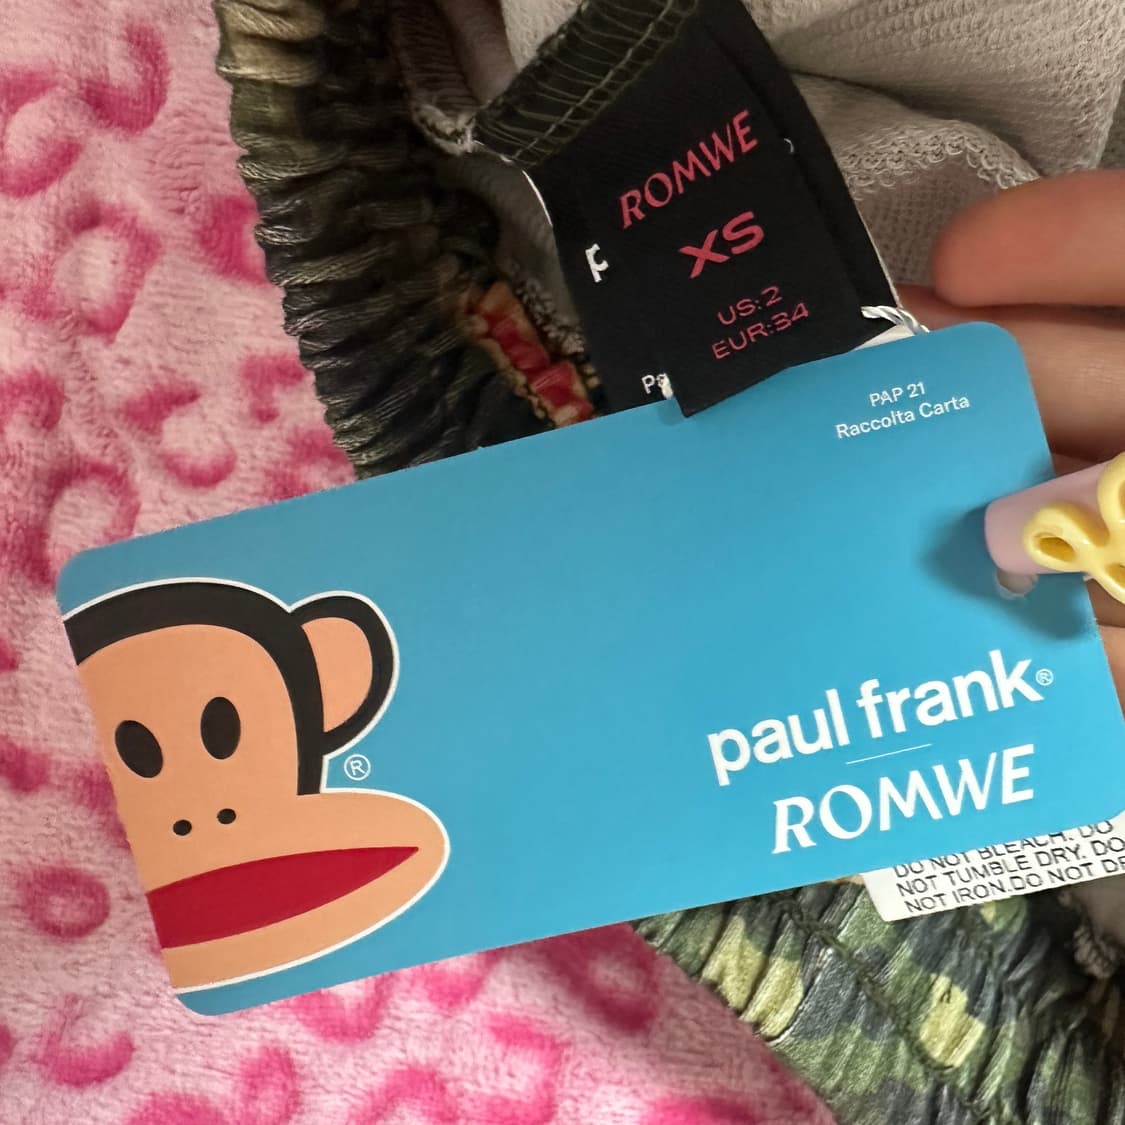 ROMWE
XS
US:2
EUR:34
PAP 21
Raccolta Carta
®
paul frank®
ROMWE
DO NOT BLEACH. DO
NOT TUMBLE DRY. DO
NOT IRON.DO NOT